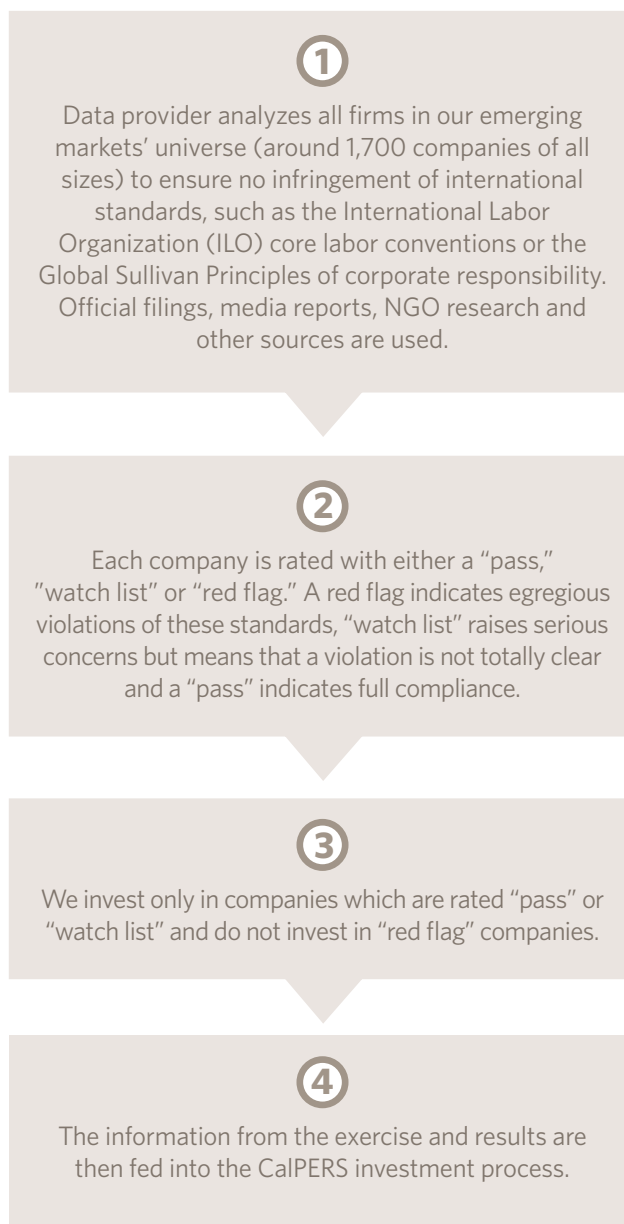 1
Data provider analyzes all firms in our emerging
markets’ universe (around 1,700 companies of all
sizes) to ensure no infringement of international
standards, such as the International Labor
Organization (ILO) core labor conventions or the
Global Sullivan Principles of corporate responsibility.
Official filings, media reports, NGO research and
other sources are used.
2
Each company is rated with either a “pass,”
”watch list” or “red flag.” A red flag indicates egregious
violations of these standards, “watch list” raises serious
concerns but means that a violation is not totally clear
and a “pass” indicates full compliance.
3
We invest only in companies which are rated “pass” or
“watch list” and do not invest in “red flag” companies.
4
The information from the exercise and results are
then fed into the CalPERS investment process.